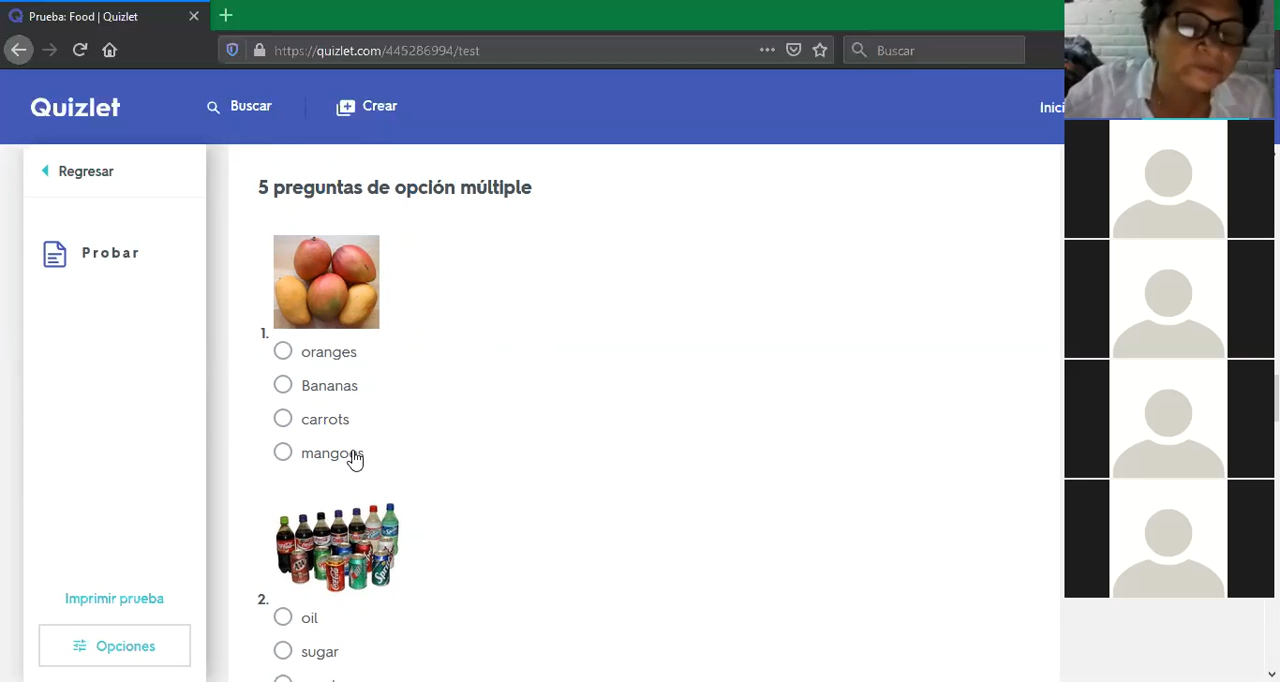 Prueba: Food | Quizlet
https://quizlet.com/445286994/test
Buscar
Quizlet
Buscar
Crear
Regresar
Probar
5 preguntas de opción múltiple
1.
oranges
Bananas
carrots
mangoes
2.
oil
sugar
Imprimir prueba
Opciones